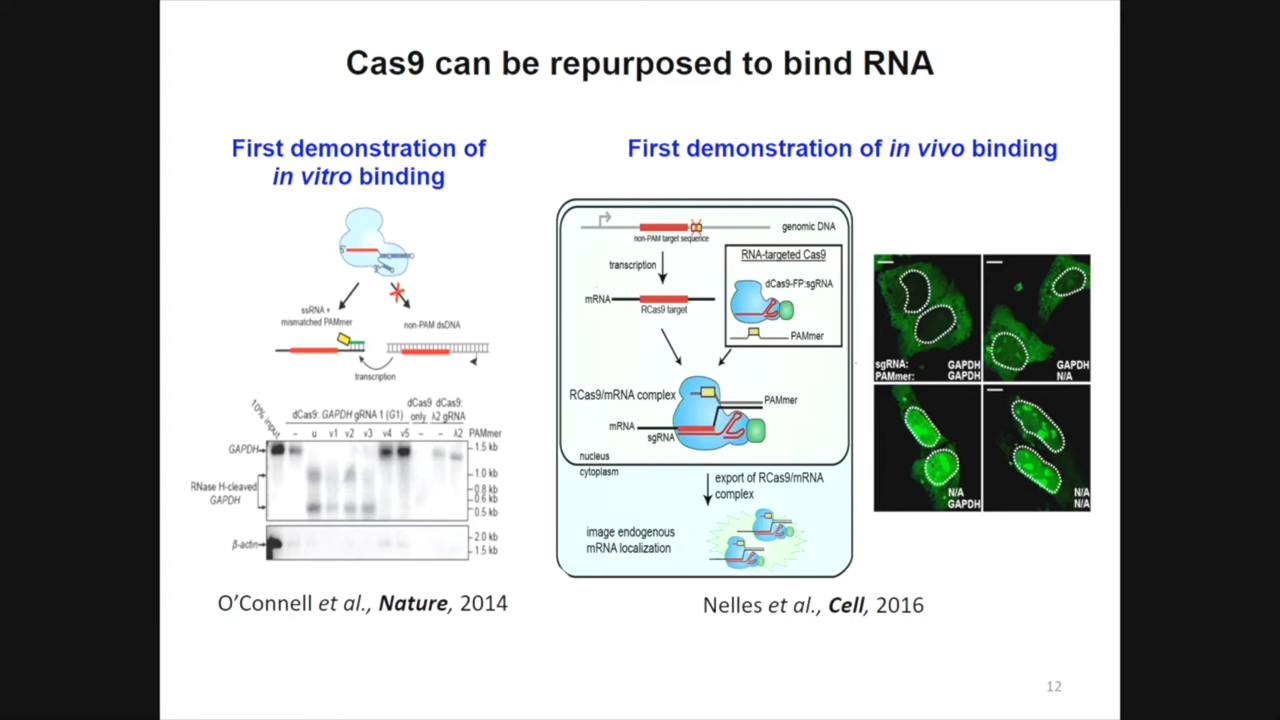 Cas9 can be repurposed to bind RNA
First demonstration of
in vitro binding
5'
3'
ssRNA +
mismatched PAMmer
non-PAM dsDNA
transcription
10% input
dCas9: GAPDH gRNA 1 (G1)
dCas9
only
dCas9:
λ2 gRNA
– u v1 v2 v3 v4 v5 – – λ2 PAMmer
GAPDH
1.5 kb
1.0 kb
RNase H-cleaved
GAPDH
0.8 kb
0.6 kb
0.5 kb
β-actin
2.0 kb
1.5 kb
O'Connell et al., Nature, 2014
First demonstration of in vivo binding
genomic DNA
non-PAM target sequence
transcription
RNA-targeted Cas9
dCas9-FP:sgRNA
PAMmer
mRNA
RCas9 target
RCas9/mRNA complex
PAMmer
mRNA
sgRNA
nucleus
cytoplasm
export of RCas9/mRNA
complex
image endogenous
mRNA localization
sgRNA: GAPDH
PAMmer: GAPDH
GAPDH
N/A
N/A
GAPDH
N/A
N/A
Nelles et al., Cell, 2016
12